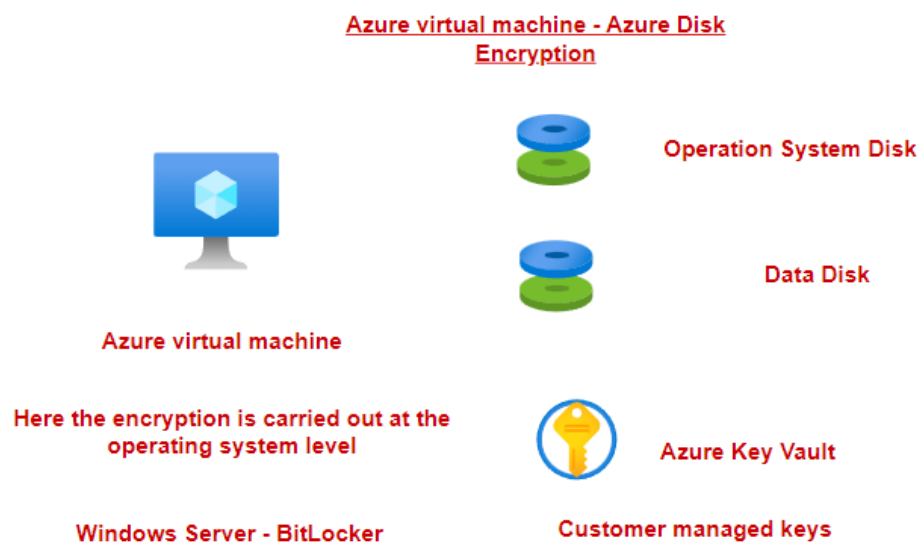 Azure virtual machine - Azure Disk
Encryption
Operation System Disk
Data Disk
Azure virtual machine
Here the encryption is carried out at the
operating system level
Azure Key Vault
Windows Server - BitLocker
Customer managed keys